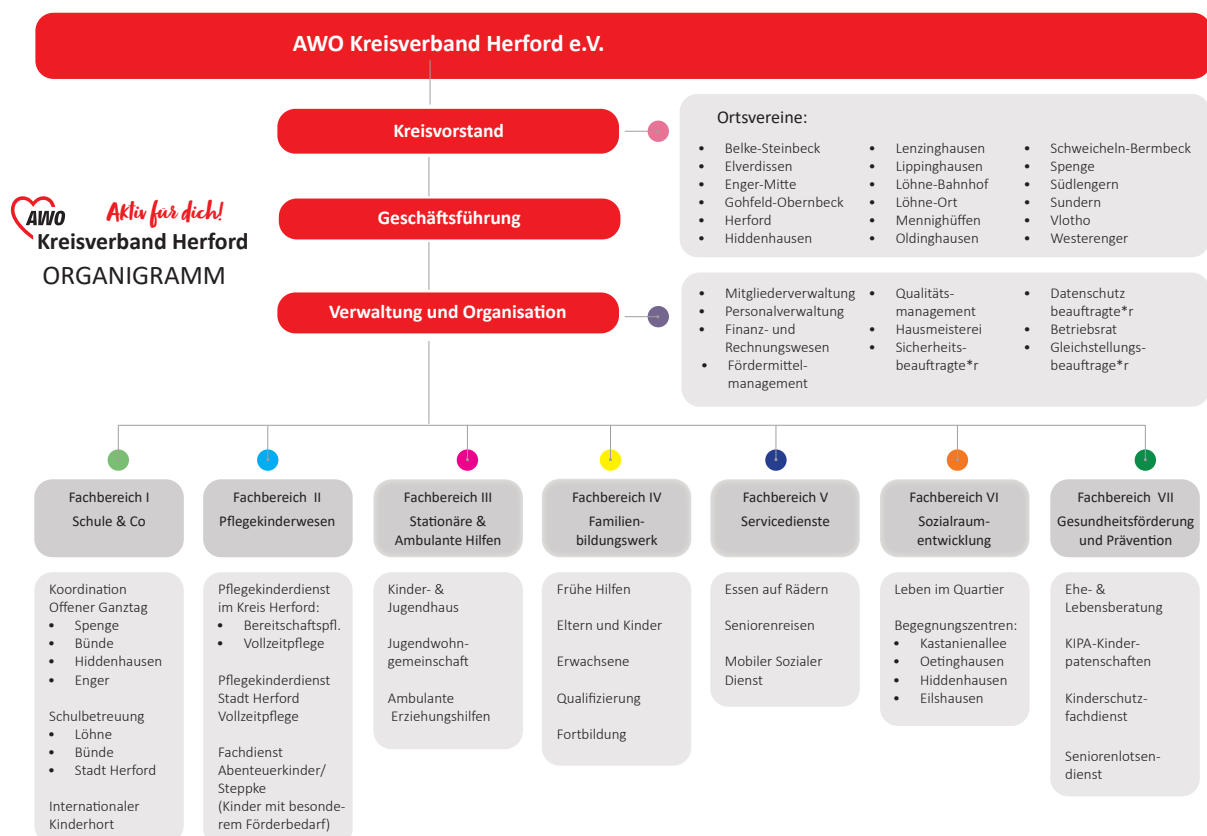 AWO Kreisverband Herford e.V.
Kreisvorstand
Ortsvereine:
• Belke-Steinbeck
• Elverdissen
• Enger-Mitte
• Gohfeld-Obernbeck
• Herford
• Hiddenhausen
• Lenzinghausen
• Lippinghausen
• Löhne-Bahnhof
• Löhne-Ort
• Mennighüffen
• Oldinghausen
• Schweicheln-Bermbeck
• Spenge
• Südlengern
• Sundern
• Vlotho
• Westerenger
AWO
Aktiv für dich!
Kreisverband Herford
ORGANIGRAMM
Geschäftsführung
Verwaltung und Organisation
• Mitgliederverwaltung
• Personalverwaltung
• Finanz- und
Rechnungswesen
• Fördermittel-
management
• Qualitäts-
management
• Hausmeisterei
• Sicherheits-
beauftragte*r
• Datenschutz
beauftragte*r
• Betriebsrat
• Gleichstellungs-
beauftrage*r
Fachbereich I
Schule & Co
Koordination
Offener Ganztag
• Spenge
• Bünde
• Hiddenhausen
• Enger
Schulbetreuung
• Löhne
• Bünde
• Stadt Herford
Internationaler
Kinderhort
Fachbereich II
Pflegekinderwesen
Pflegekinderdienst
im Kreis Herford:
• Bereitschaftspfl.
• Vollzeitpflege
Pflegekinderdienst
Stadt Herford
Vollzeitpflege
Fachdienst
Abenteuerkinder/
Steppke
(Kinder mit besonde-
rem Förderbedarf)
Fachbereich III
Stationäre &
Ambulante Hilfen
Kinder- &
Jugendhaus
Jugendwohn-
gemeinschaft
Ambulante
Erziehungshilfen
Fachbereich IV
Familien-
bildungswerk
Frühe Hilfen
Eltern und Kinder
Erwachsene
Qualifizierung
Fortbildung
Fachbereich V
Servicedienste
Essen auf Rädern
Seniorenreisen
Mobiler Sozialer
Dienst
Fachbereich VI
Sozialraum-
entwicklung
Leben im Quartier
Begegnungszentren:
• Kastanienallee
• Oetinghausen
• Hiddenhausen
• Eilshausen
Fachbereich VII
Gesundheitsförderung
und Prävention
Ehe- &
Lebensberatung
KIPA-Kinder-
patenschaften
Kinderschutz-
fachdienst
Seniorenlotsen-
dienst